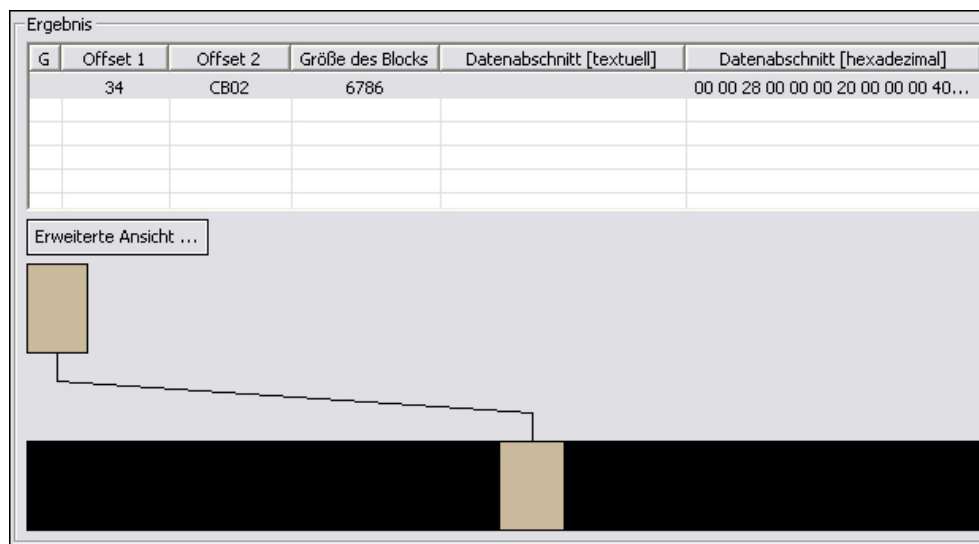 Ergebnis
G Offset 1 Offset 2 Größe des Blocks Datenabschnitt [textuell] Datenabschnitt [hexadezimal]
34 CB02 6786 00 00 28 00 00 00 20 00 00 00 40...
Erweiterte Ansicht ...